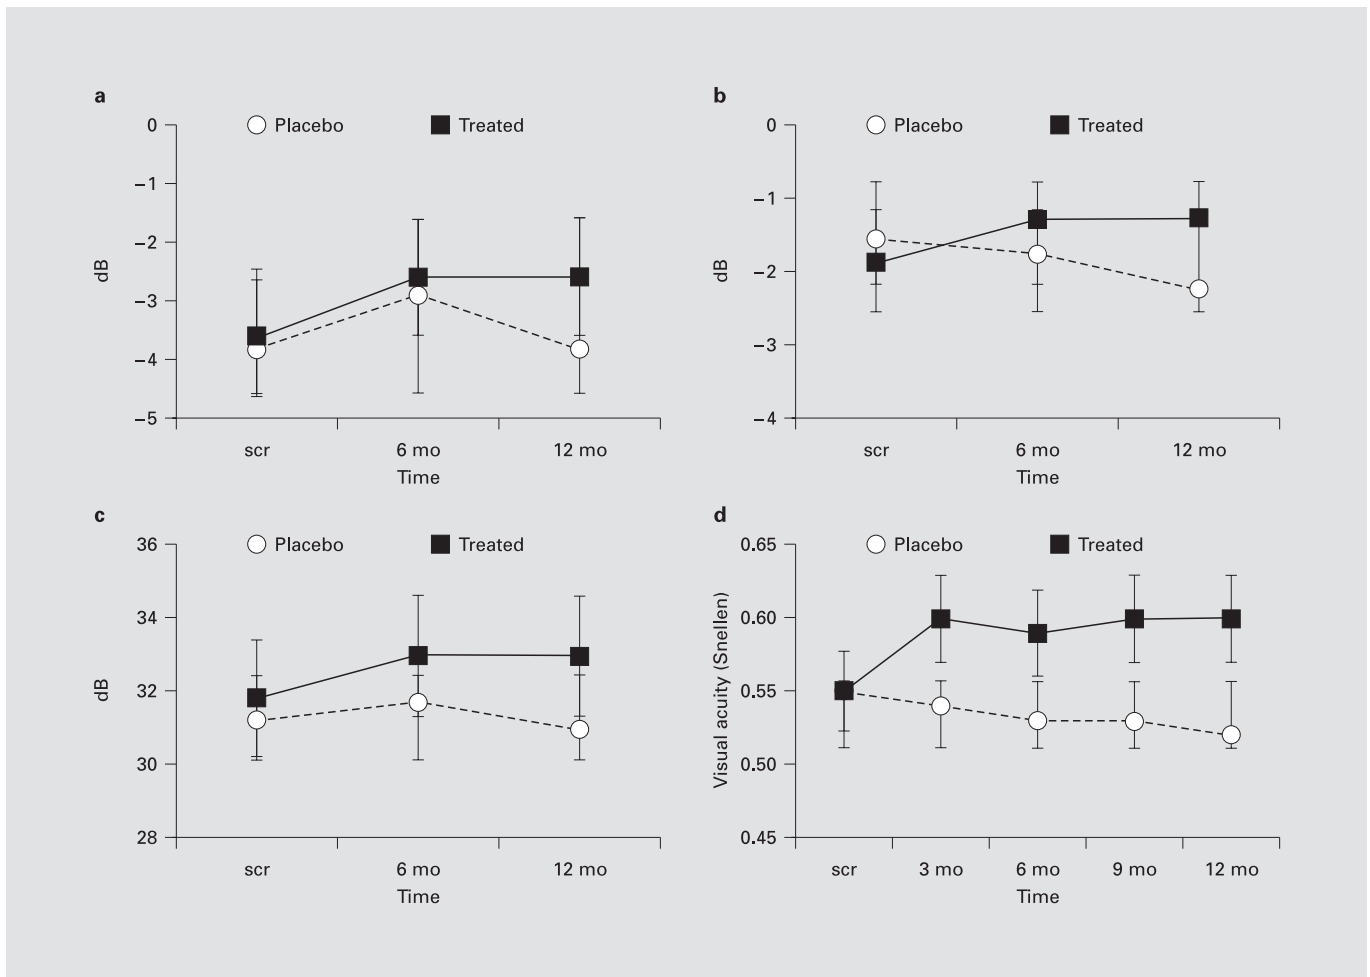 a
Placebo Treated
0
−1
−2
−3
−4
−5
dB
scr 6 mo 12 mo
Time
b
Placebo Treated
0
−1
−2
−3
−4
dB
scr 6 mo 12 mo
Time
c
Placebo Treated
36
34
32
30
28
dB
scr 6 mo 12 mo
Time
d
Placebo Treated
0.65
0.60
0.55
0.50
0.45
Visual acuity (Snellen)
scr 3 mo 6 mo 9 mo 12 mo
Time